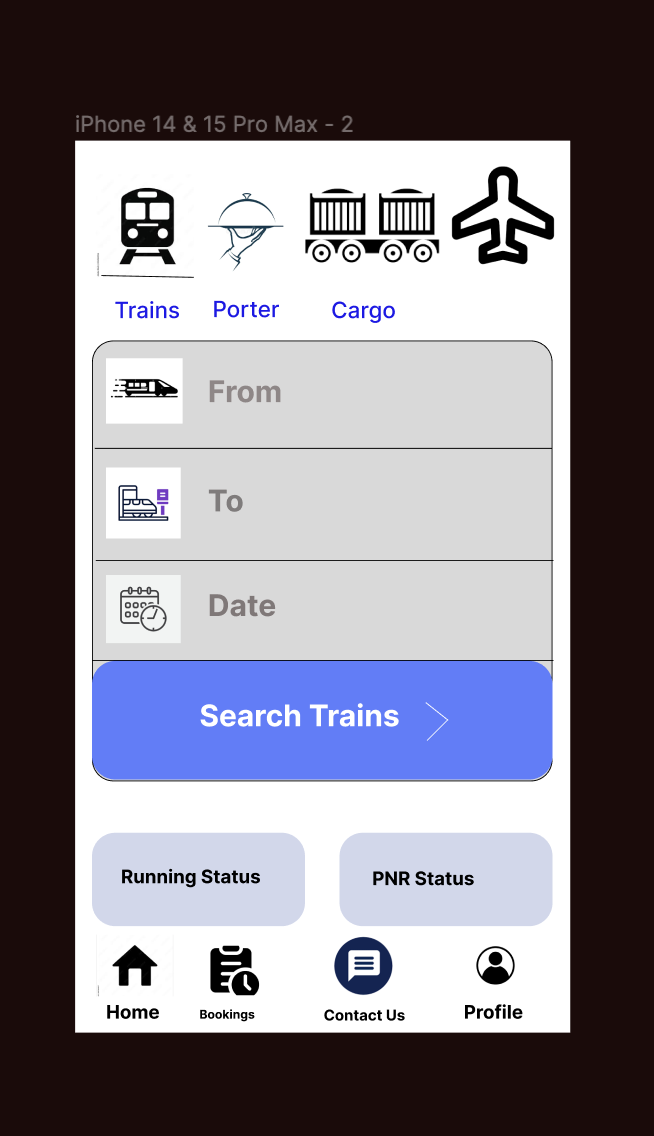 iPhone 14 & 15 Pro Max - 2
Trains Porter Cargo
From
To
Date
Search Trains
Running Status PNR Status
Home Bookings Contact Us Profile